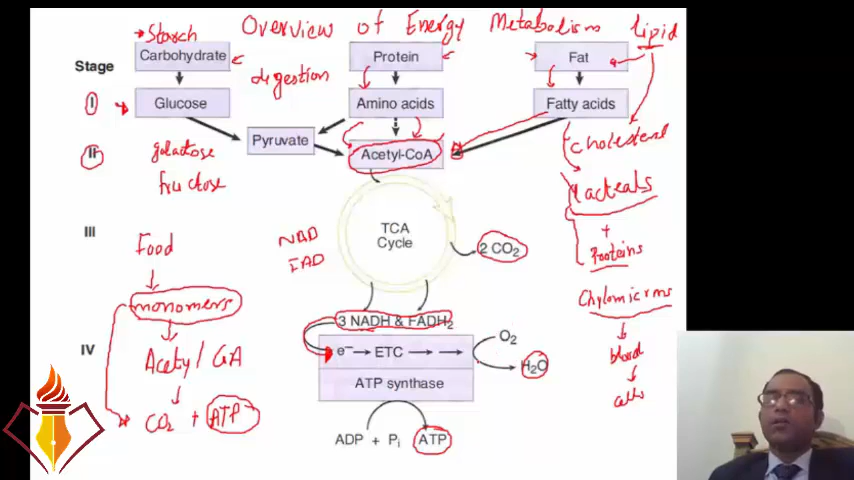 Overview of Energy Metabolism
Starch
lipid
Stage
Carbohydrate
Protein
Fat
digestion
I
Glucose
Amino acids
Fatty acids
Pyruvate
cholesterol
II
galactose
Acetyl-CoA
fructose
lacteals
III
Food
NAD
FAD
TCA
Cycle
2 CO2
+
Proteins
monomers
Chylomicrons
3 NADH & FADH2
IV
Acetyl CoA
e- ETC
O2
H2O
blood
ATP synthase
cells
CO2 + ATP
ADP + Pi ATP